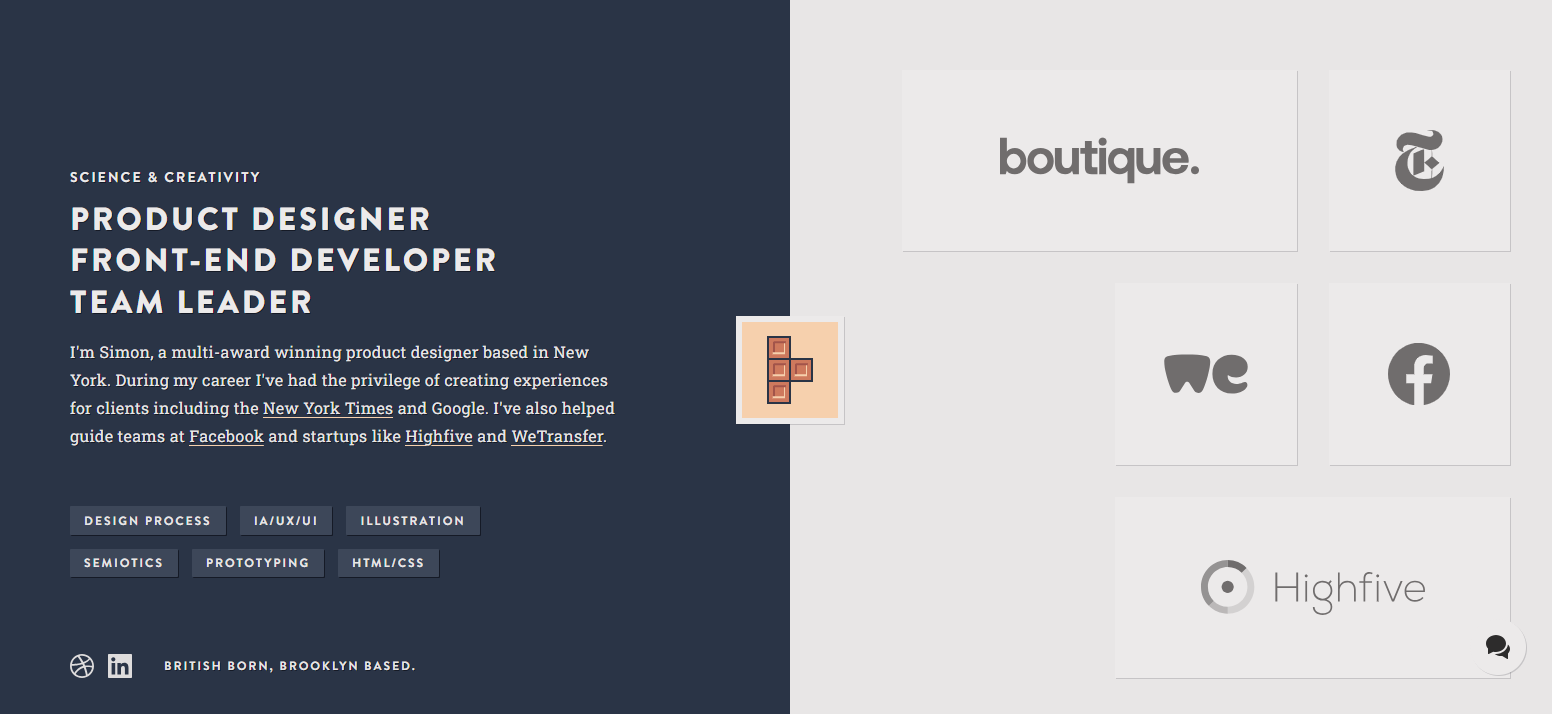 SCIENCE & CREATIVITY
PRODUCT DESIGNER
FRONT-END DEVELOPER
TEAM LEADER
I'm Simon, a multi-award winning product designer based in New
York. During my career I've had the privilege of creating experiences
for clients including the New York Times and Google. I've also helped
guide teams at Facebook and startups like Highfive and WeTransfer.
DESIGN PROCESS
IA/UX/UI
ILLUSTRATION
SEMIOTICS
PROTOTYPING
HTML/CSS
in
BRITISH BORN, BROOKLYN BASED.
boutique.
T
we
f
Highfive